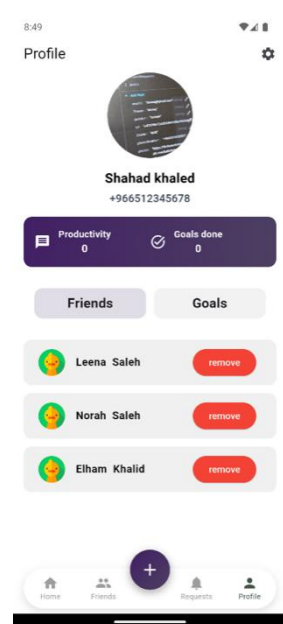 8:49
Profile
Shahad khaled
+966512345678
Productivity
0
Goals done
0
Friends
Goals
Leena Saleh
remove
Norah Saleh
remove
Elham Khalid
remove
+
Home
Friends
Requests
Profile